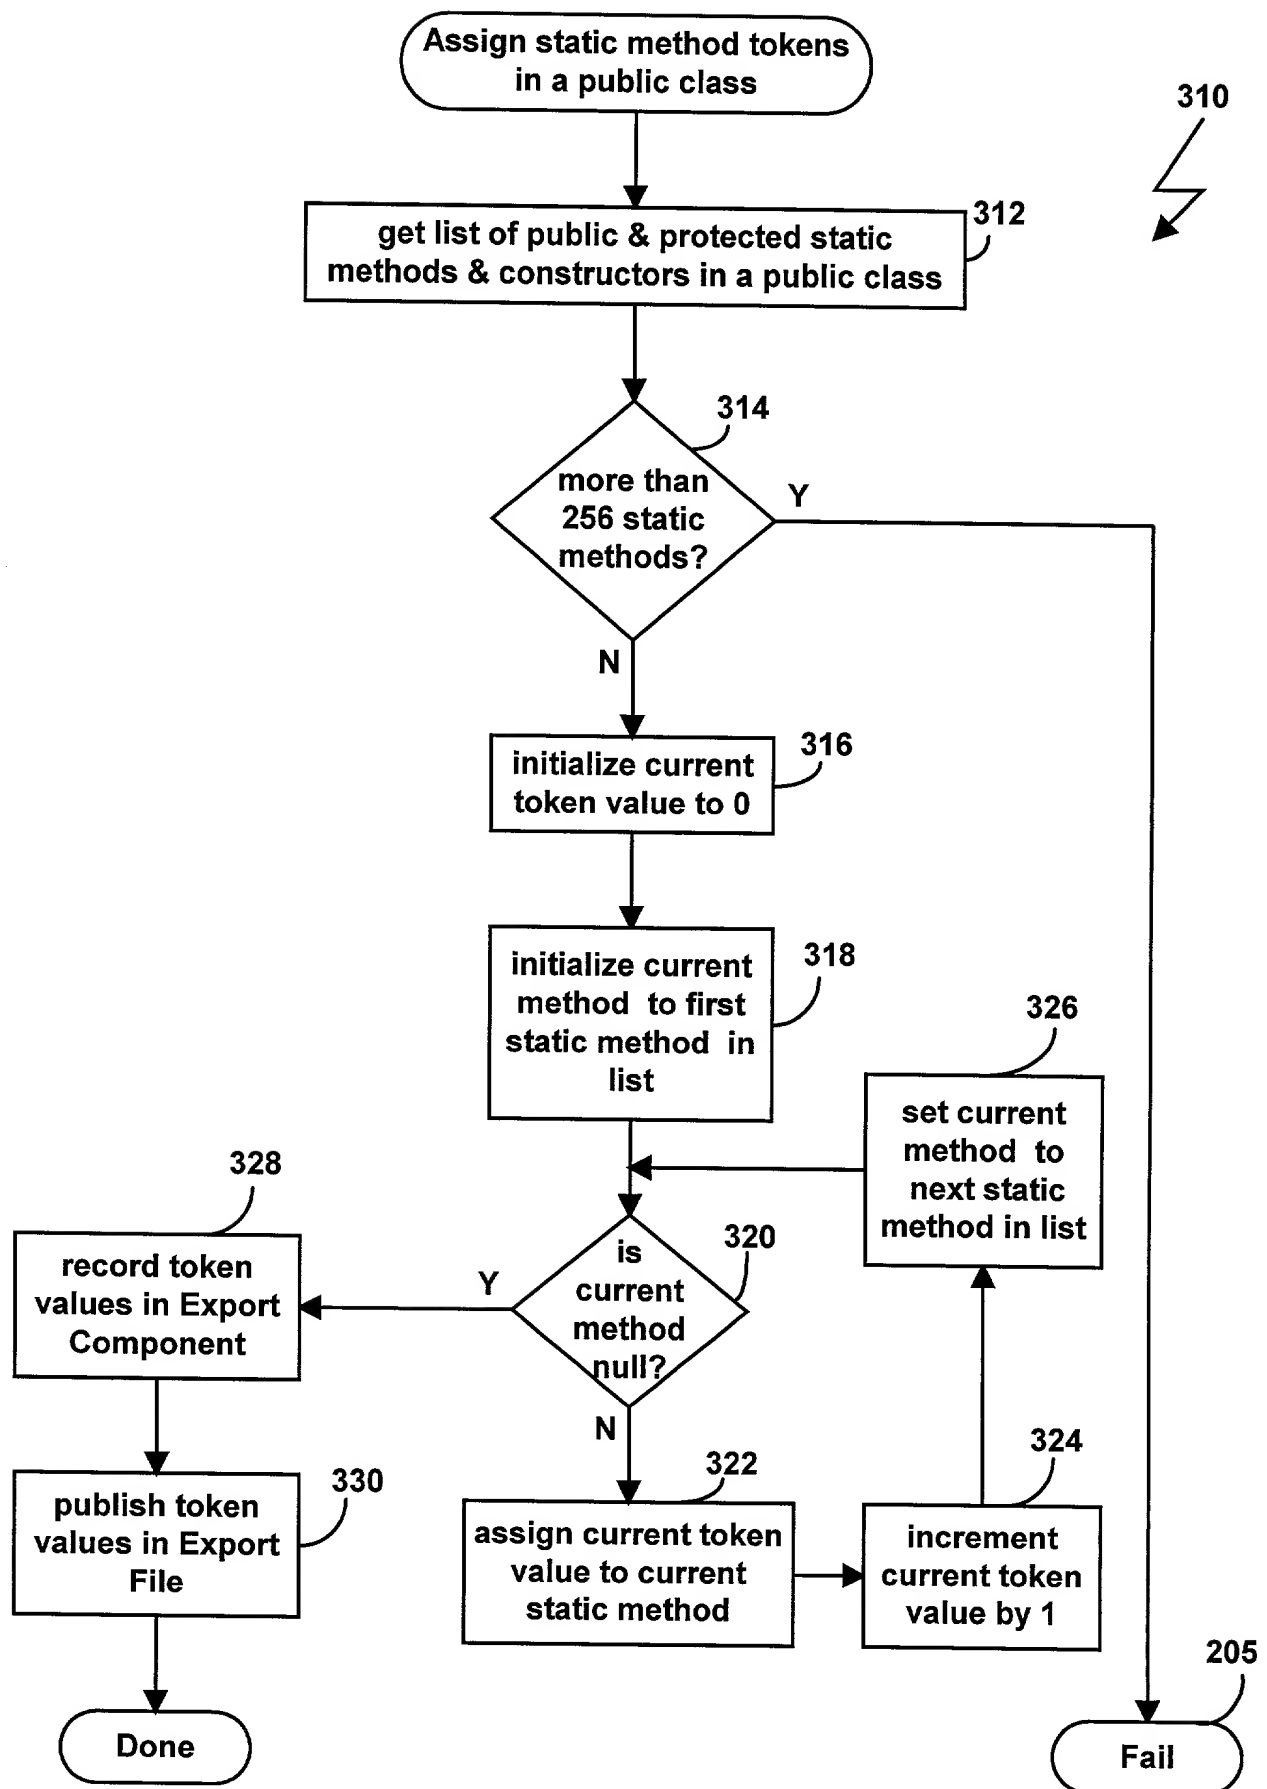 Assign static method tokens
in a public class
310
312
get list of public & protected static
methods & constructors in a public class
314
more than
256 static
methods?
Y
N
316
initialize current
token value to 0
318
initialize current
method to first
static method in
list
326
set current
method to
next static
method in list
328
record token
values in Export
Component
Y
320
is
current
method
null?
N
322
assign current token
value to current
static method
324
increment
current token
value by 1
330
publish token
values in Export
File
205
Done
Fail